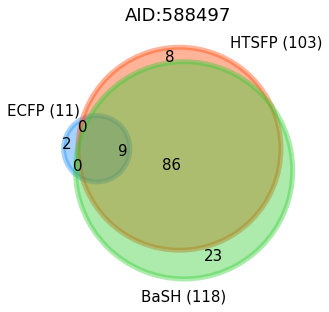 AID:588497
HTSFP (103)
8
ECFP (11)
0
2
9
0
86
23
BaSH (118)